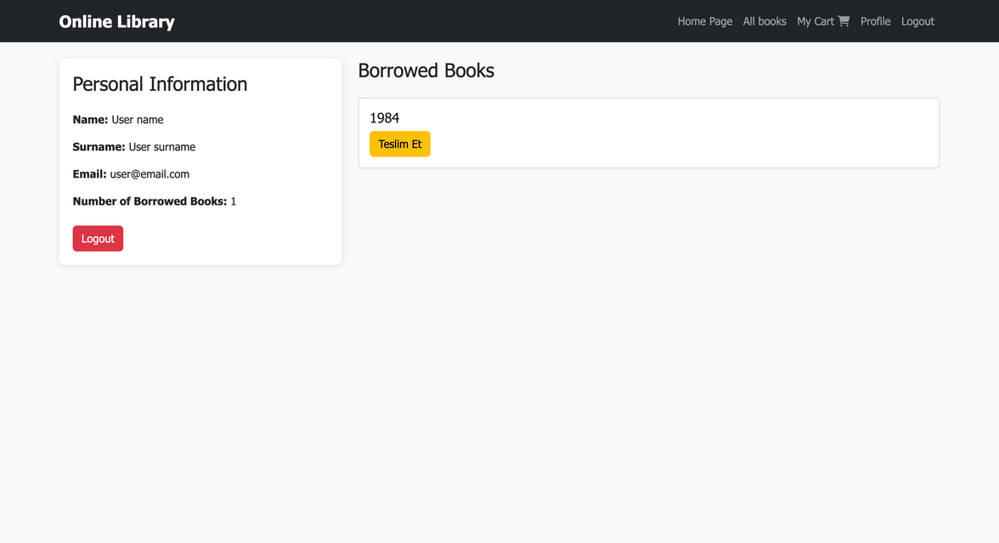 Online Library
Home Page All books My Cart Profile Logout
Personal Information
Name: User name
Surname: User surname
Email: user@email.com
Number of Borrowed Books: 1
Logout
Borrowed Books
1984
Teslim Et